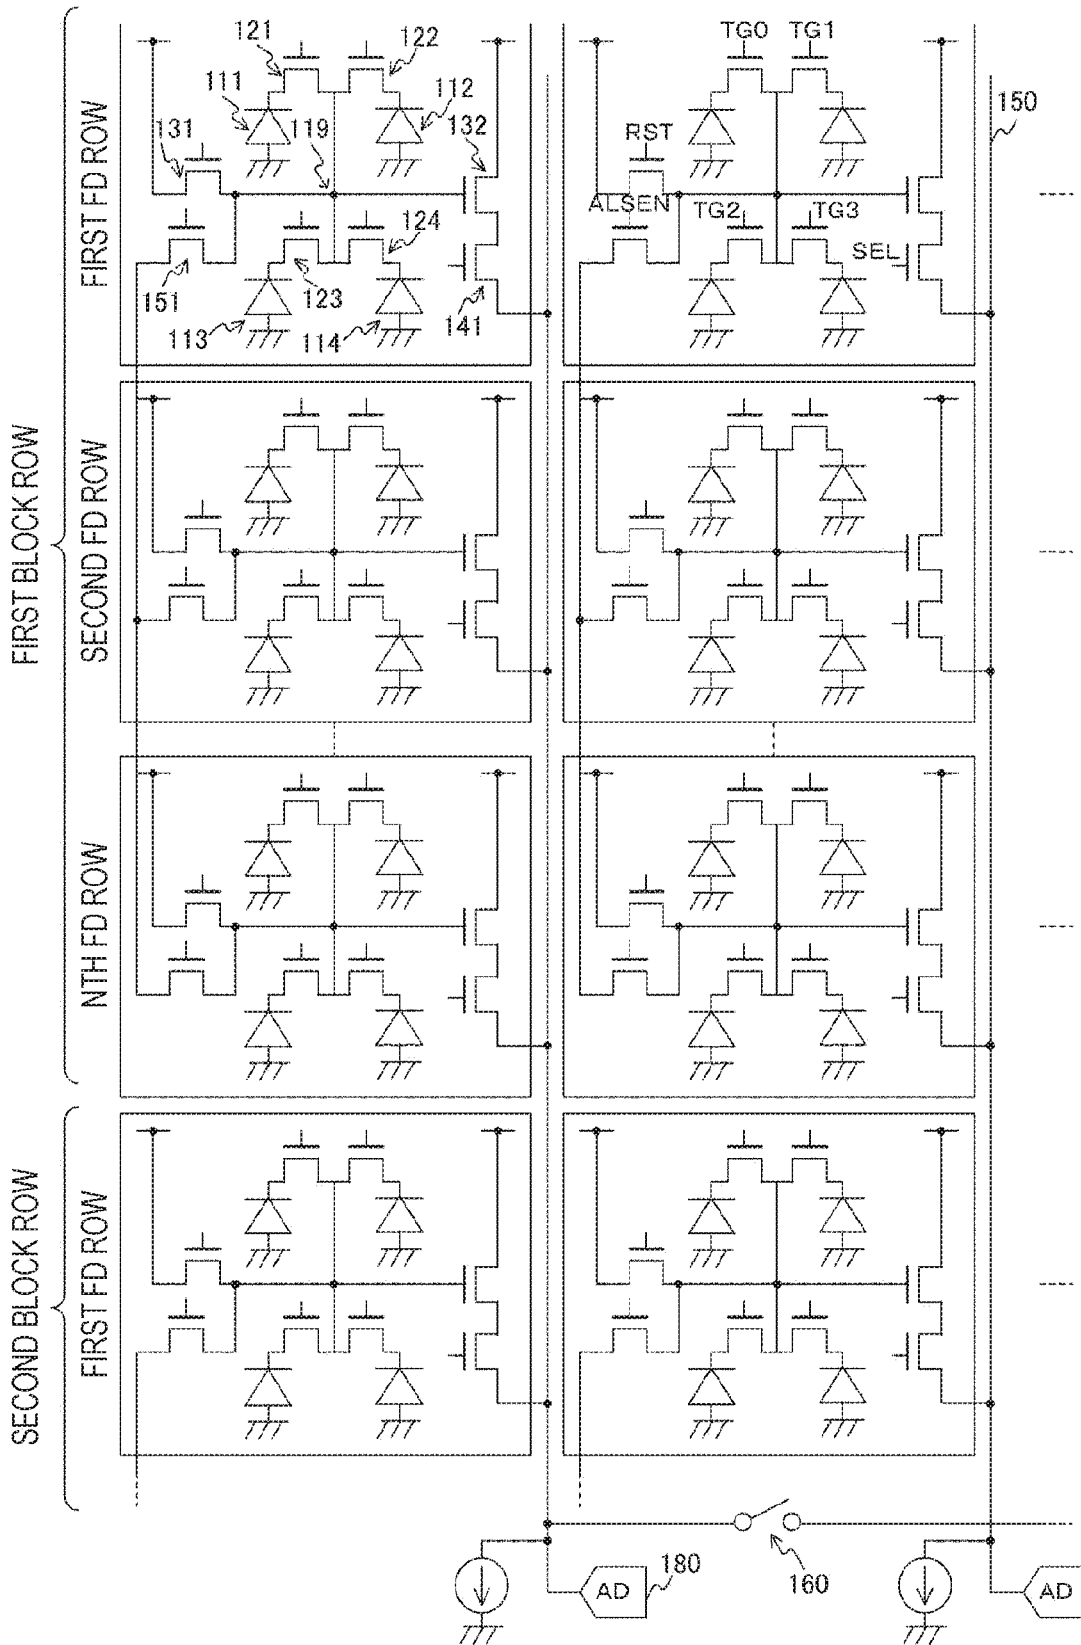 FIRST BLOCK ROW
SECOND BLOCK ROW
FIRST FD ROW
SECOND FD ROW
NTH FD ROW
FIRST FD ROW
121
122
111
112
119
132
131
124
151
123
113
114
141
TG0
TG1
150
RST
ALSEN
TG2
TG3
SEL
160
AD
180
AD